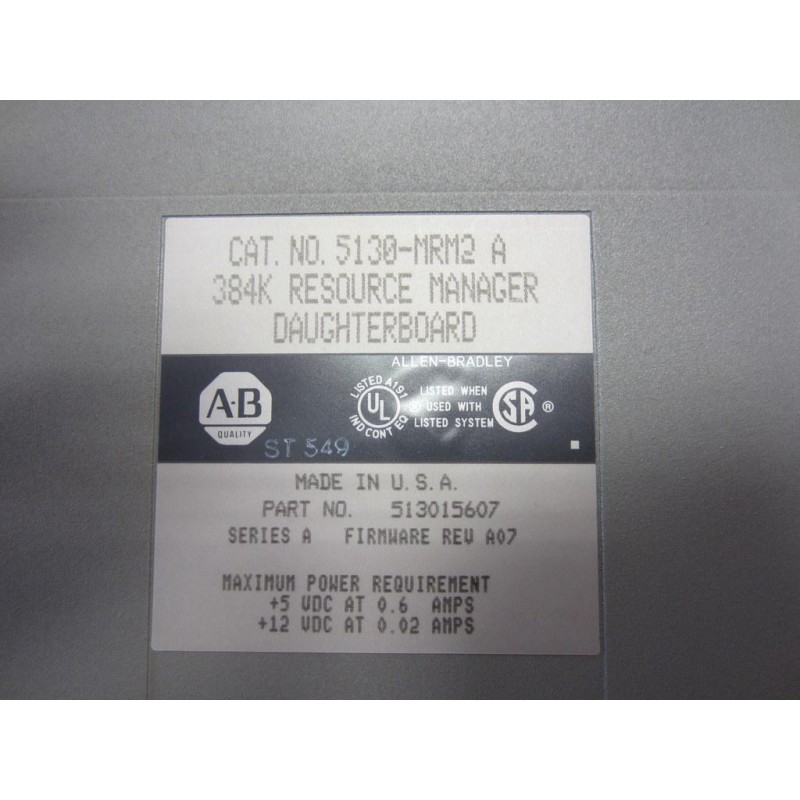 CAT. NO. 5130-MRM2 A
384K RESOURCE MANAGER
DAUGHTERBOARD
ALLEN-BRADLEY
A-B
QUALITY
LISTED A191
UL
IND CONT EQ
® LISTED WHEN
USED WITH
LISTED SYSTEM
SA ®
ST 549
MADE IN U.S.A.
PART NO. 513015607
SERIES A FIRMWARE REV A07
MAXIMUM POWER REQUIREMENT
+5 VDC AT 0.6 AMPS
+12 VDC AT 0.02 AMPS